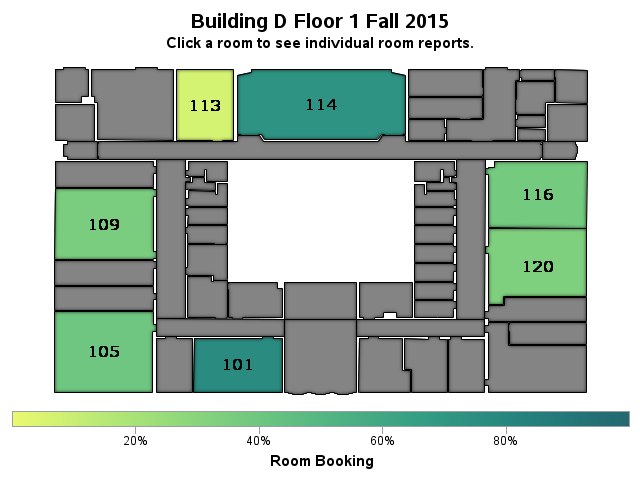 Building D Floor 1 Fall 2015
Click a room to see individual room reports.
113
114
116
109
120
105
101
20% 40% 60% 80%
Room Booking